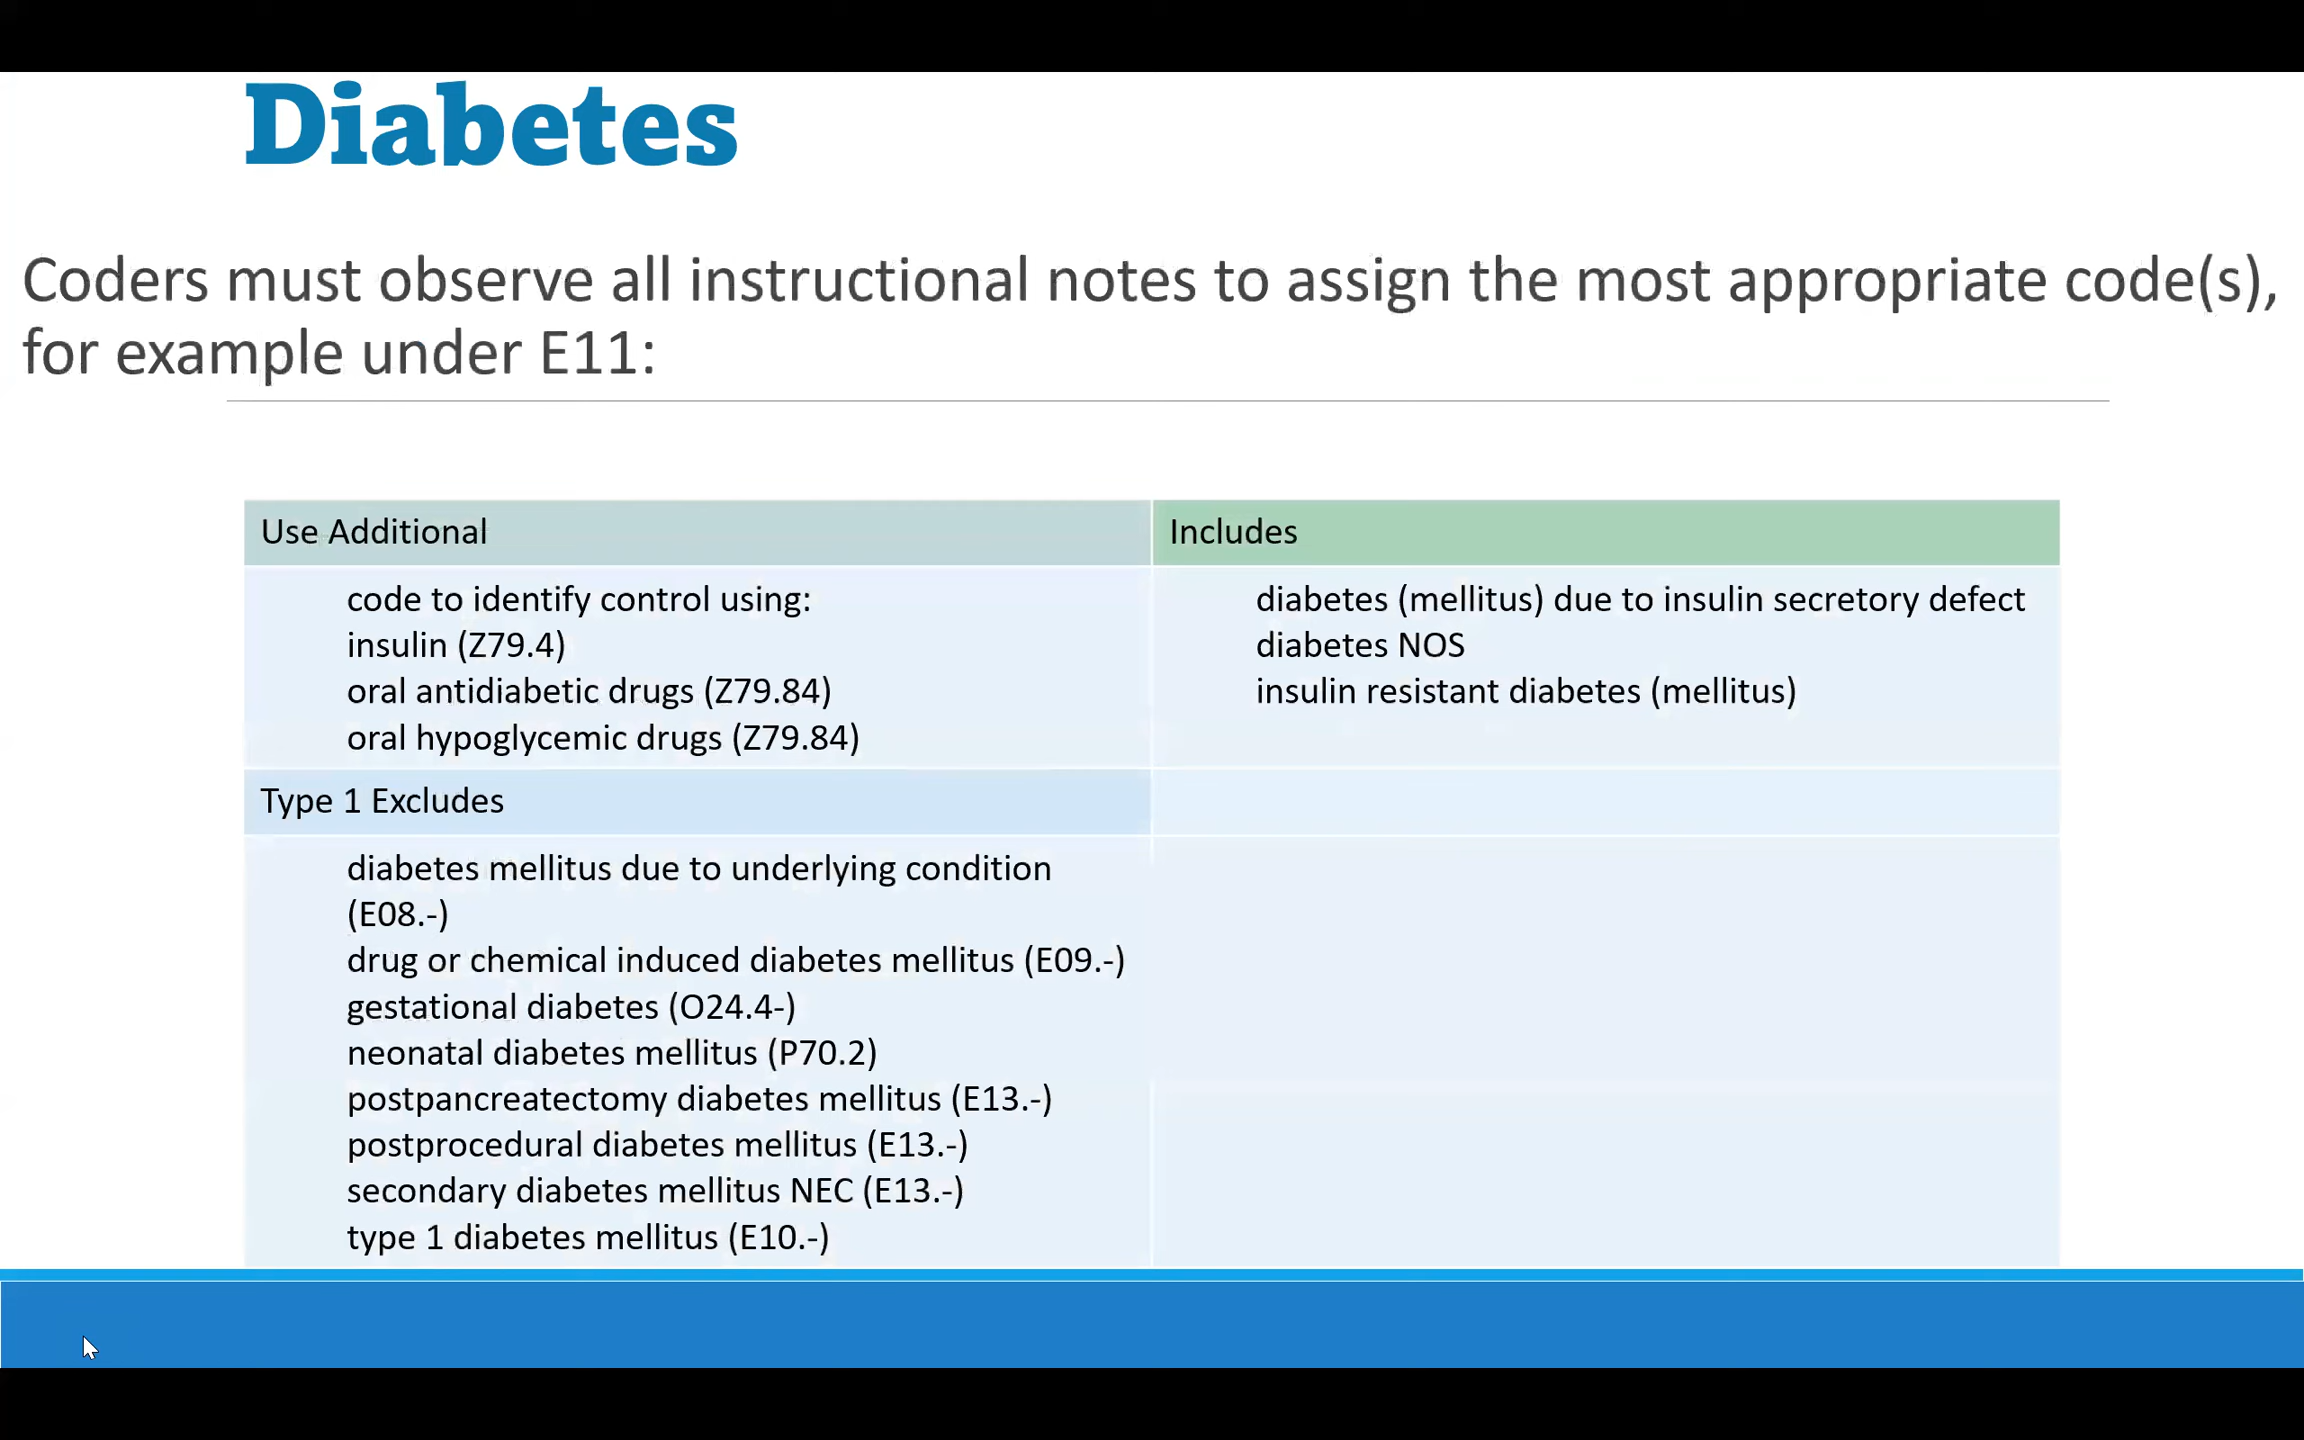 Diabetes
Coders must observe all instructional notes to assign the most appropriate code(s),
for example under E11:
Use Additional
Includes
code to identify control using:
insulin (Z79.4)
oral antidiabetic drugs (Z79.84)
oral hypoglycemic drugs (Z79.84)
diabetes (mellitus) due to insulin secretory defect
diabetes NOS
insulin resistant diabetes (mellitus)
Type 1 Excludes
diabetes mellitus due to underlying condition
(E08.-)
drug or chemical induced diabetes mellitus (E09.-)
gestational diabetes (O24.4-)
neonatal diabetes mellitus (P70.2)
postpancreatectomy diabetes mellitus (E13.-)
postprocedural diabetes mellitus (E13.-)
secondary diabetes mellitus NEC (E13.-)
type 1 diabetes mellitus (E10.-)